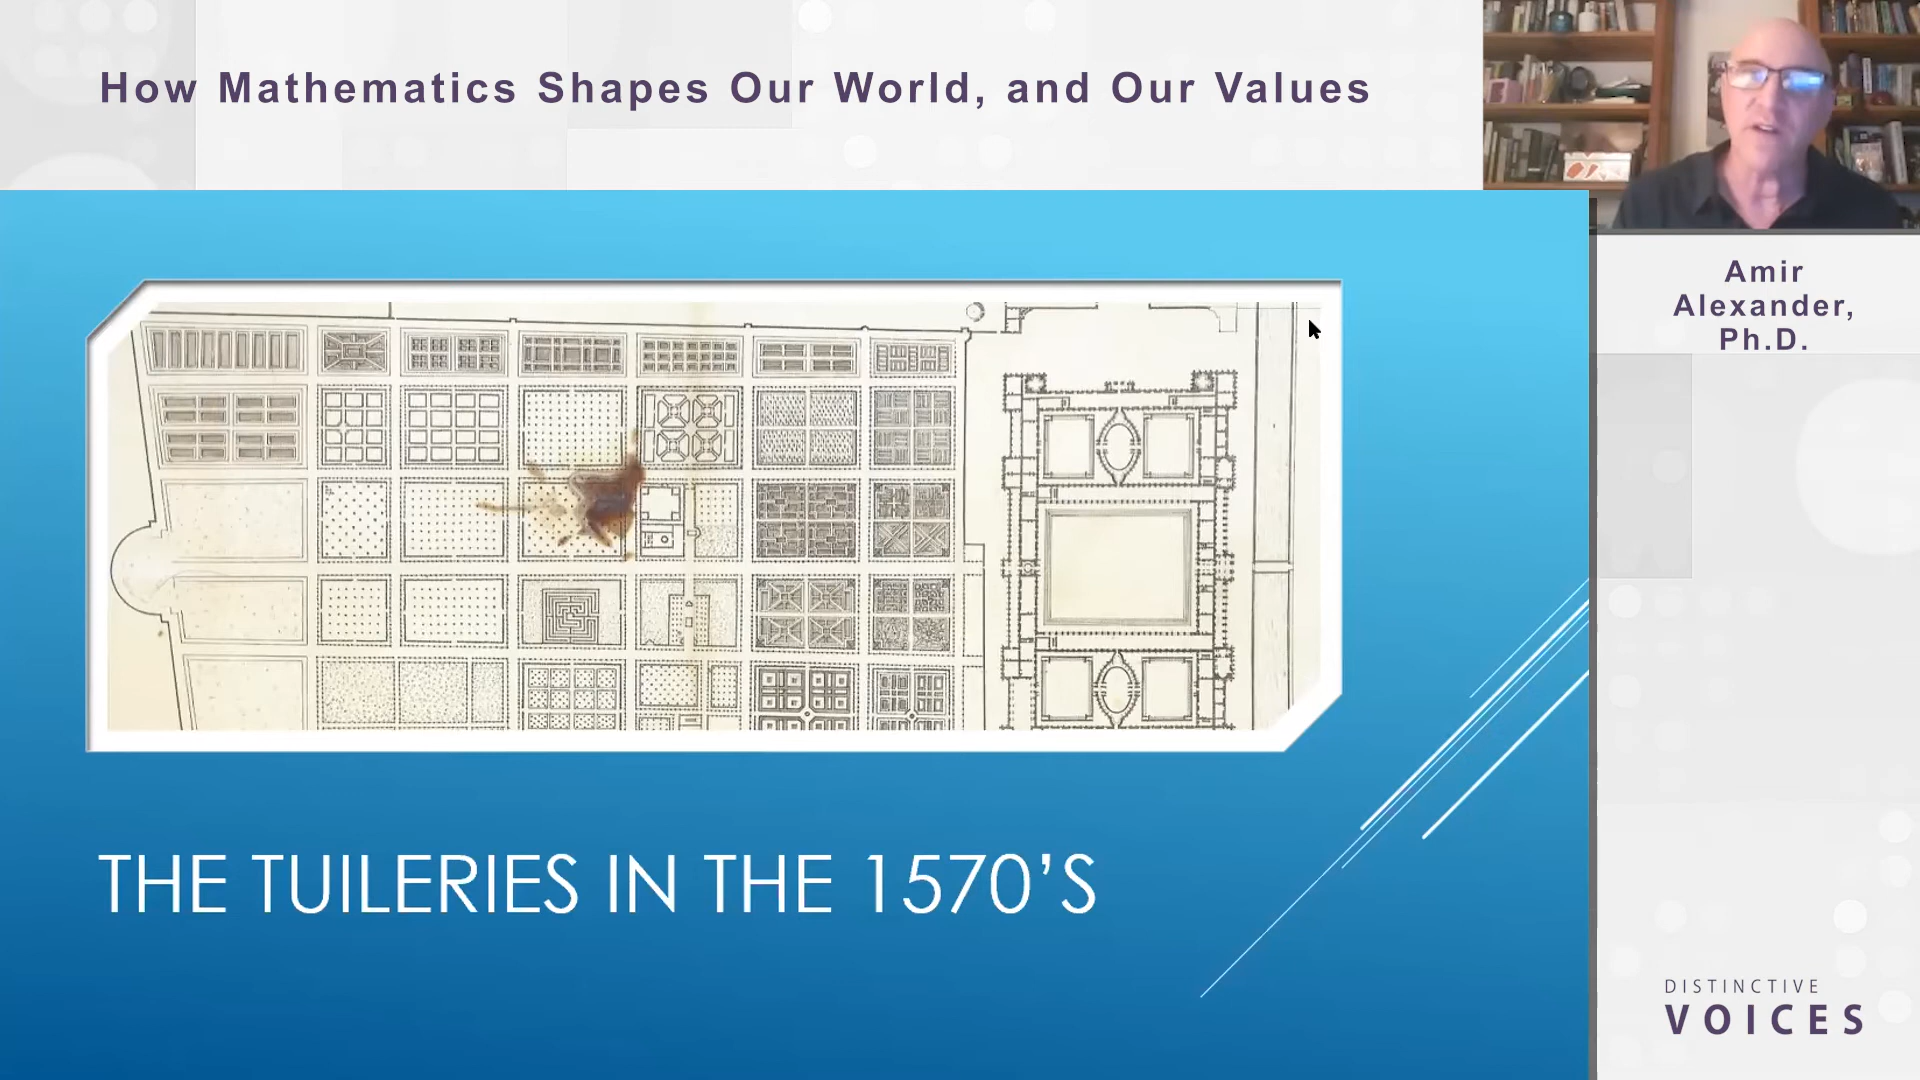 How Mathematics Shapes Our World, and Our Values
Amir
Alexander,
Ph.D.
THE TUILERIES IN THE 1570’S
DISTINCTIVE
VOICES